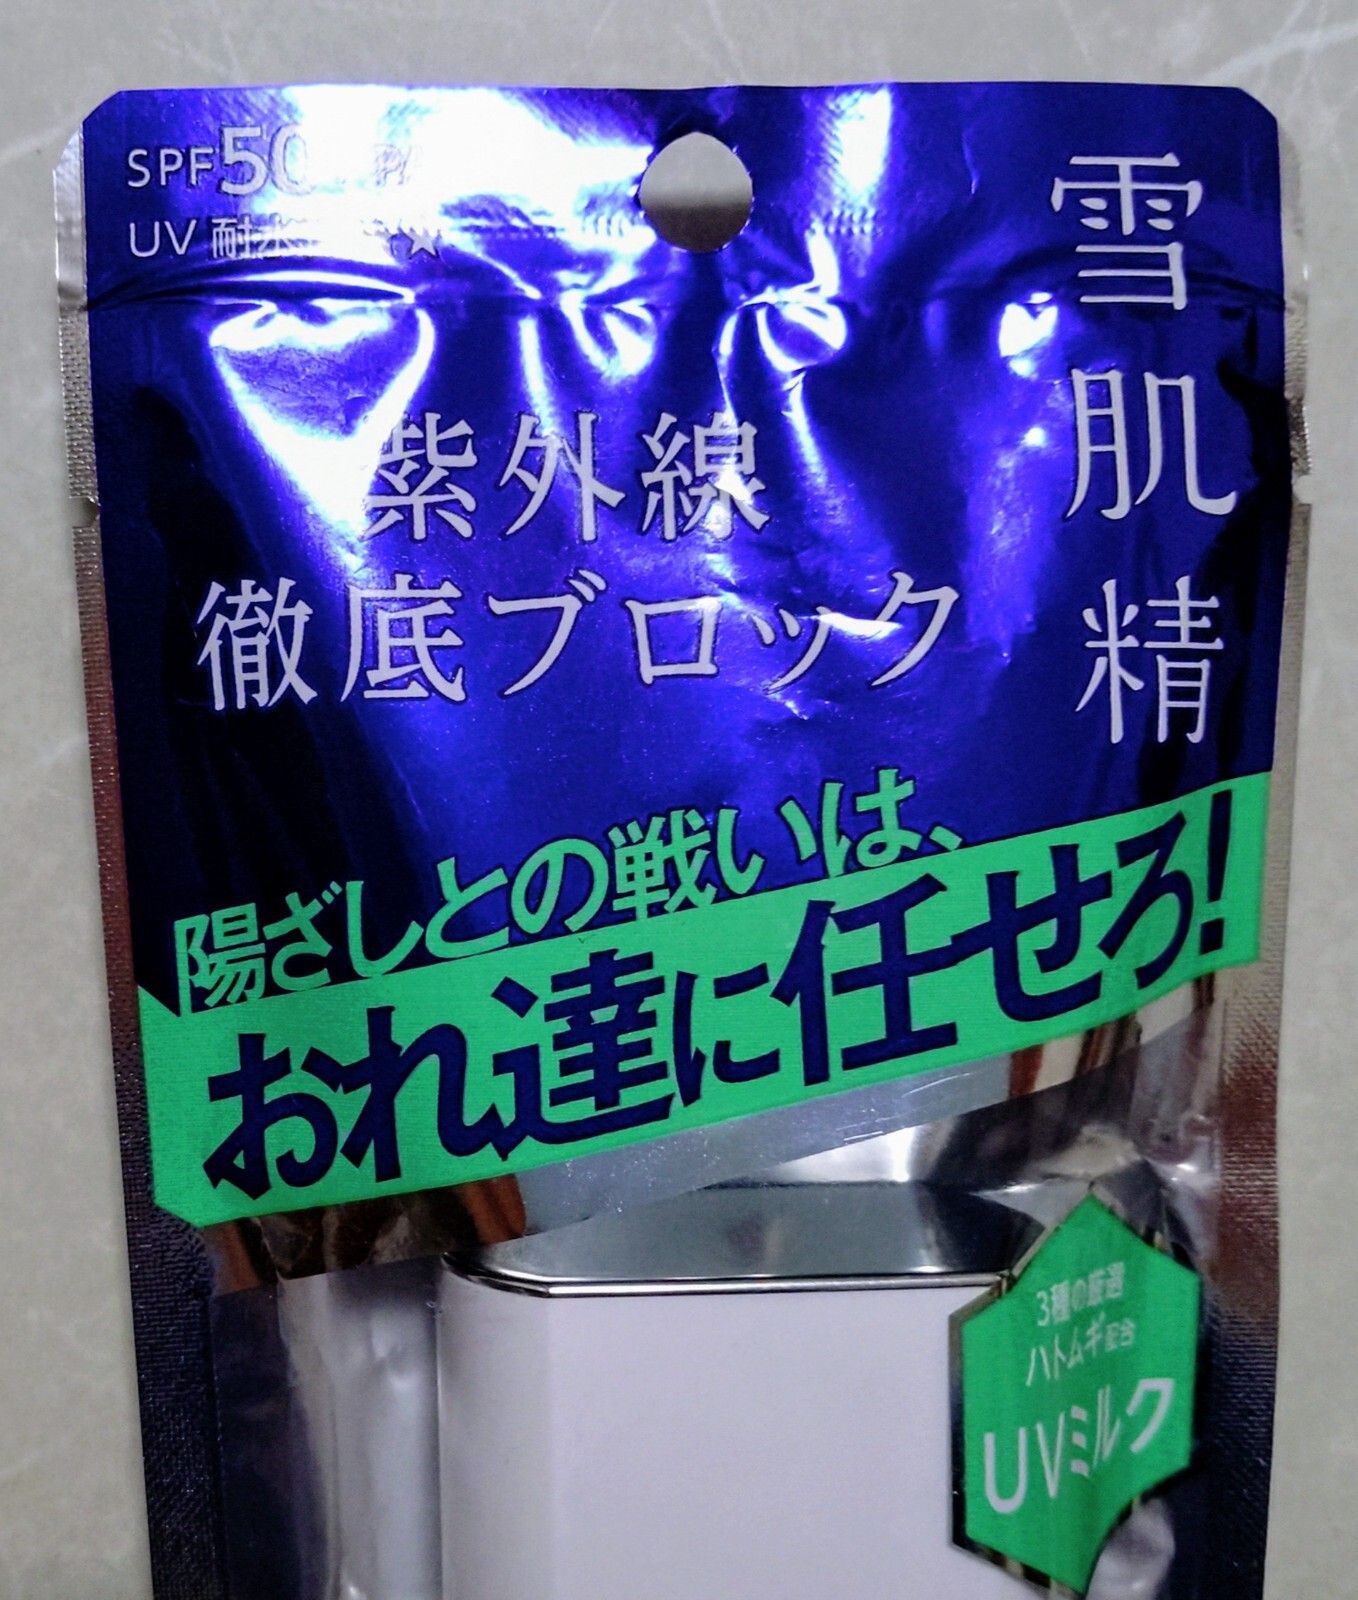 SPF50
UV 耐水
雪肌精
紫外線
徹底ブロック
陽ざしとの戦いは、
おれ達に任せろ!
3種の厳選
ハトムギ配合
UVミルク